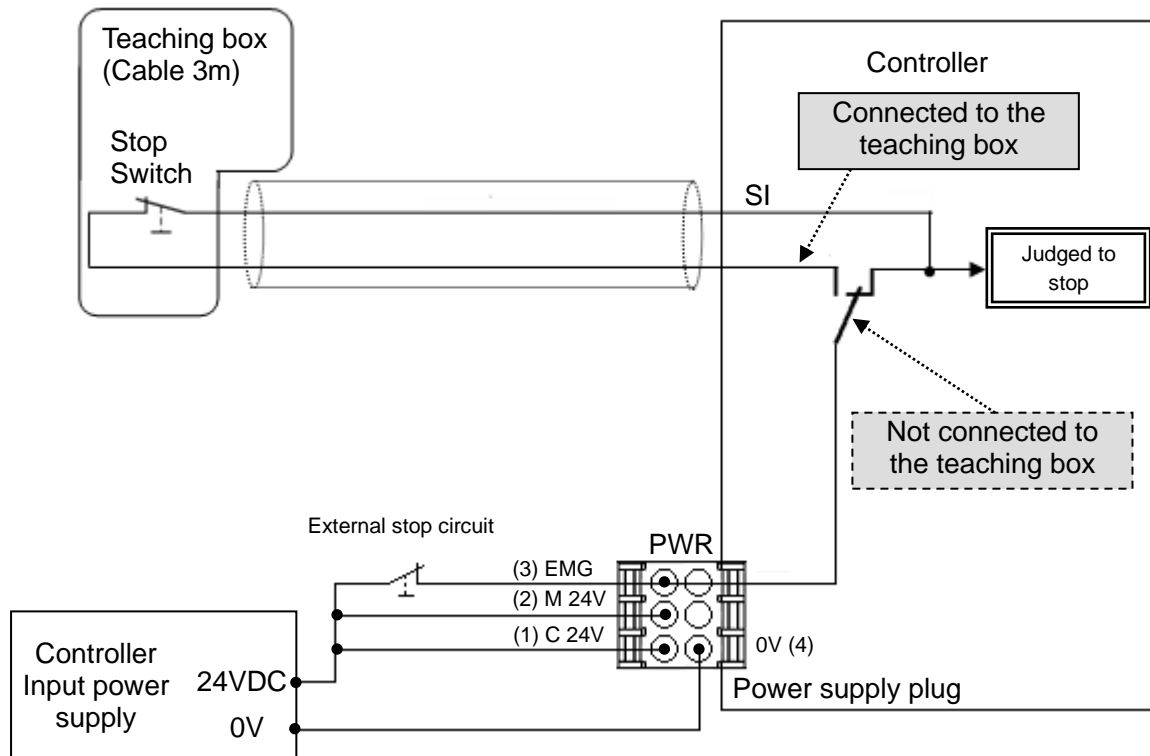 Teaching box
(Cable 3m)
Controller
Connected to the
teaching box
Stop
Switch
SI
Judged to
stop
Not connected to
the teaching box
External stop circuit
PWR
(3) EMG
(2) M 24V
(1) C 24V
0V (4)
Controller
Input power
supply
24VDC
0V
Power supply plug